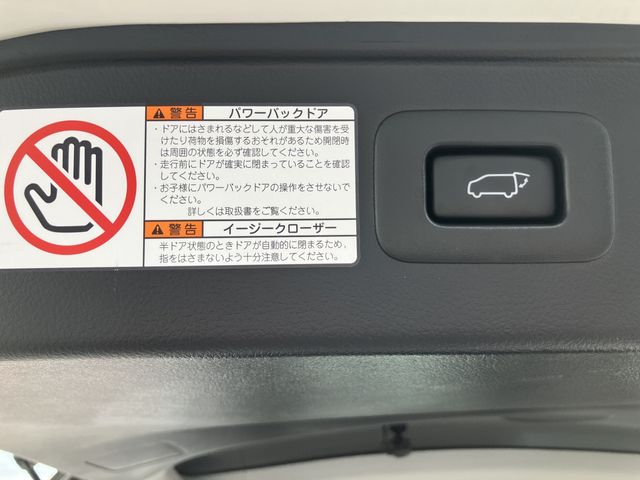 警告 パワーバックドア
・ドアにはさまれるなどして人が重大な傷害を受
けたり荷物を損傷するおそれがあるため開閉時
は周囲の状態を必ず確認してください。
・走行前にドアが確実に閉まっていることを確認
してください。
・お子様にパワーバックドアの操作をさせないで
ください。
詳しくは取扱書をご覧ください。
警告 イージークローザー
半ドア状態のときドアが自動的に閉まるため、
指をはさまないよう十分注意してください。